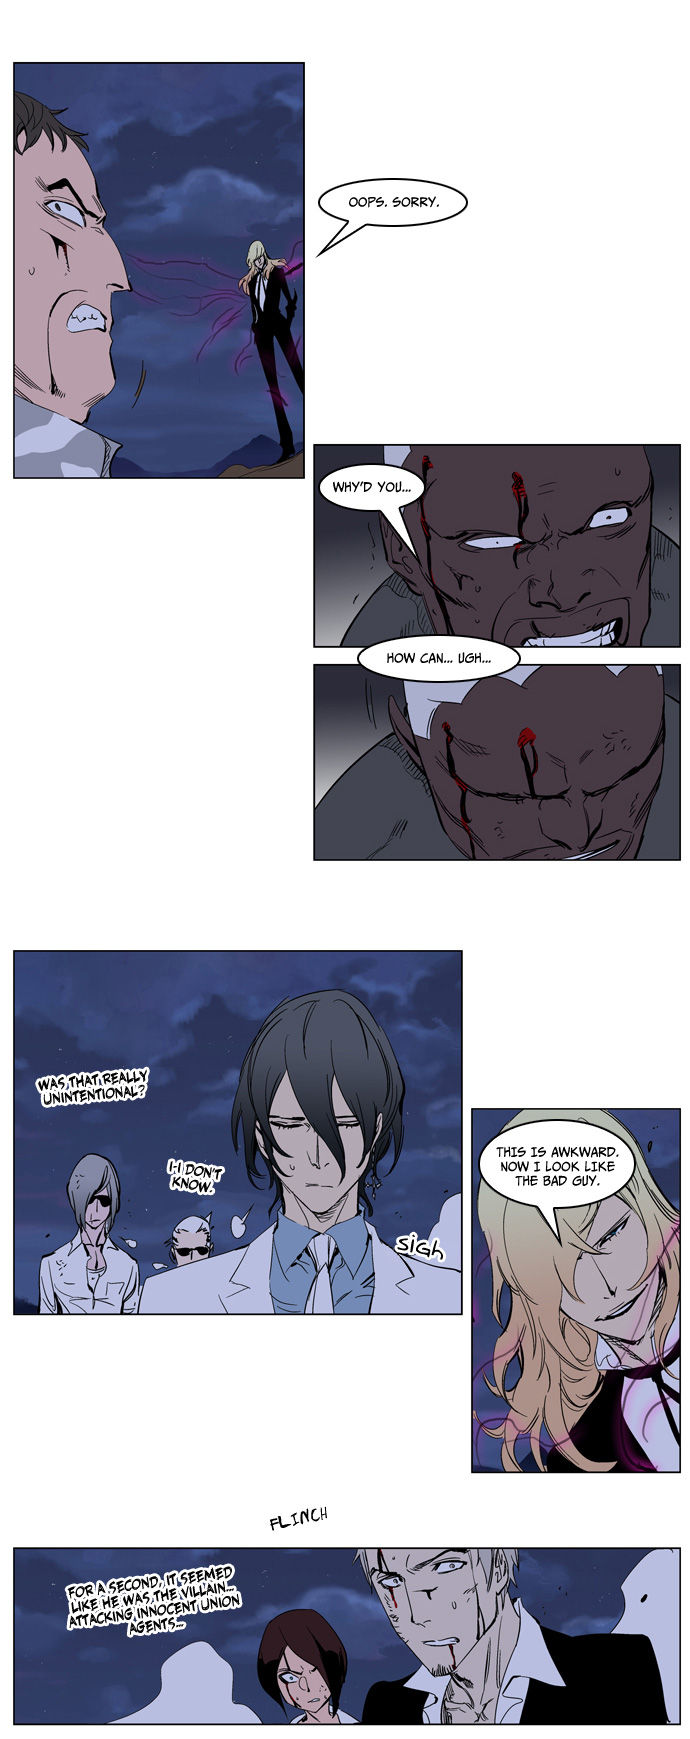 OOPS. SORRY.
WHY'D YOU...
HOW CAN... UGH...
WAS THAT REALLY
UNINTENTIONAL?
I-I DON'T
KNOW.
SIGH
THIS IS AWKWARD.
NOW I LOOK LIKE
THE BAD GUY.
FLINCH
FOR A SECOND, IT SEEMED
LIKE HE WAS THE VILLAIN...
ATTACKING INNOCENT UNION
AGENTS...